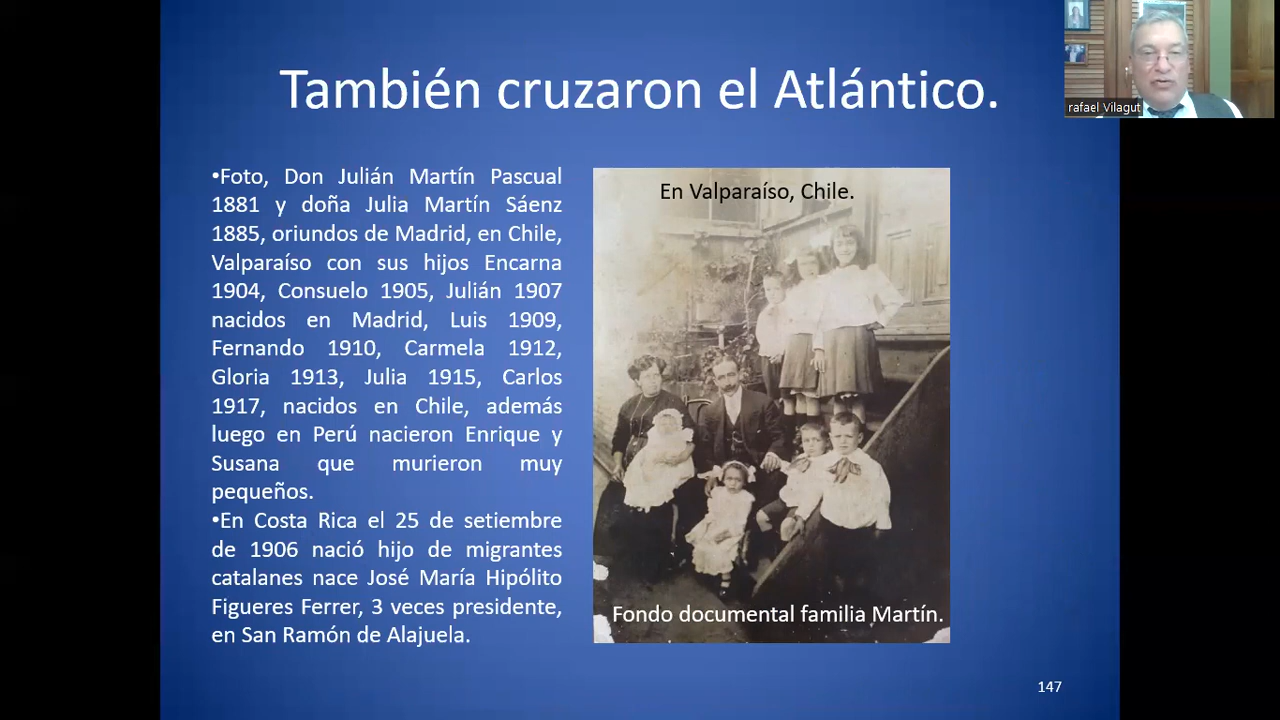 También cruzaron el Atlántico.
rafael Vilagut
•Foto, Don Julián Martín Pascual
1881 y doña Julia Martín Sáenz
1885, oriundos de Madrid, en Chile,
Valparaíso con sus hijos Encarna
1904, Consuelo 1905, Julián 1907
nacidos en Madrid, Luis 1909,
Fernando 1910, Carmela 1912,
Gloria 1913, Julia 1915, Carlos
1917, nacidos en Chile, además
luego en Perú nacieron Enrique y
Susana que murieron muy
pequeños.
•En Costa Rica el 25 de setiembre
de 1906 nació hijo de migrantes
catalanes nace José María Hipólito
Figueres Ferrer, 3 veces presidente,
en San Ramón de Alajuela.
En Valparaíso, Chile.
Fondo documental familia Martín.
147